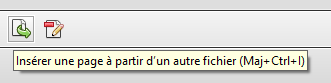 Insérer une page à partir d'un autre fichier (Maj+Ctrl+I)